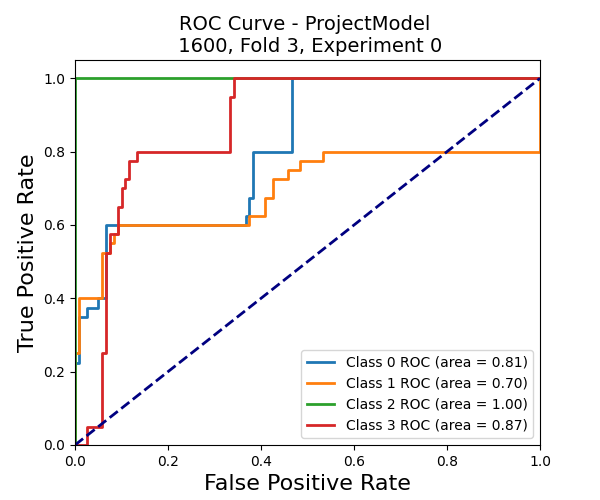 ROC Curve - ProjectModel
1600, Fold 3, Experiment 0
True Positive Rate
1.0
0.8
0.6
0.4
0.2
0.0
Class 0 ROC (area = 0.81)
Class 1 ROC (area = 0.70)
Class 2 ROC (area = 1.00)
Class 3 ROC (area = 0.87)
0.0 0.2 0.4 0.6 0.8 1.0
False Positive Rate